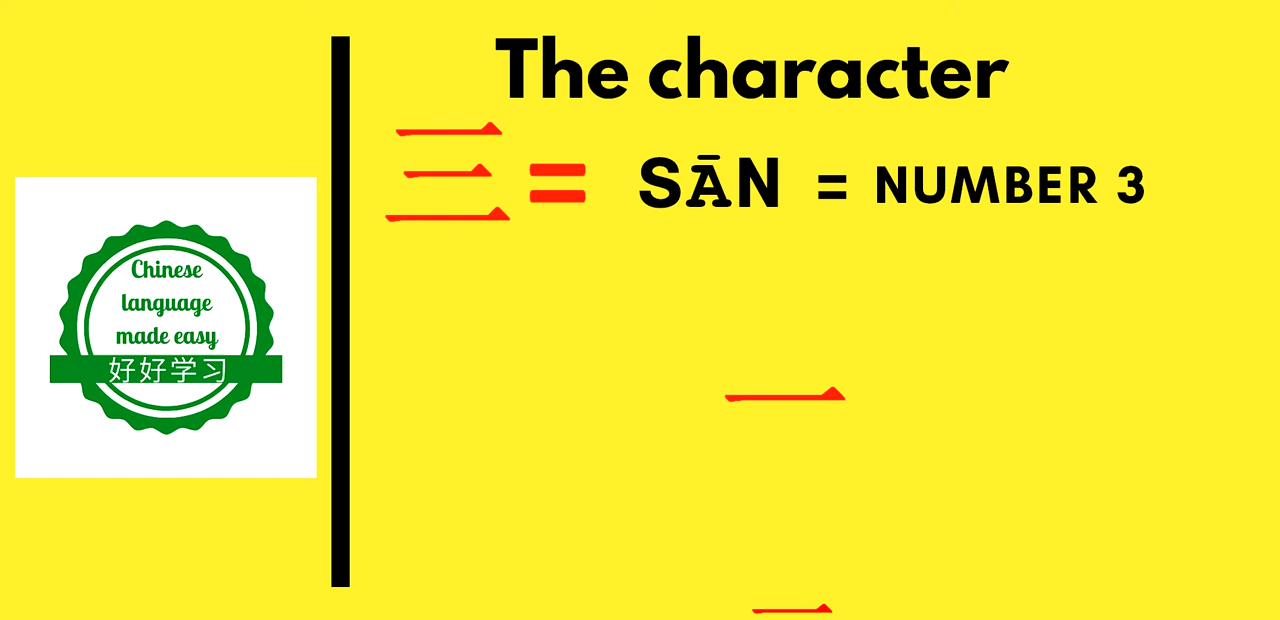 The character
三 = SĀN = NUMBER 3
Chinese
language
made easy
好好学习
一